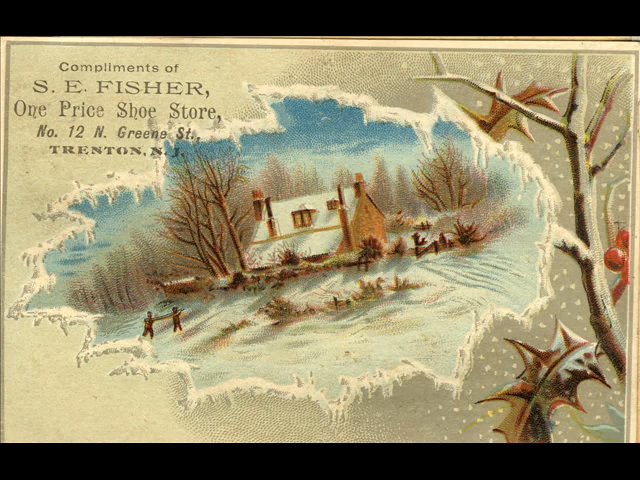 Compliments of
S. E. FISHER,
One Price Shoe Store,
No. 12 N. Greene St.,
TRENTON, N. J.